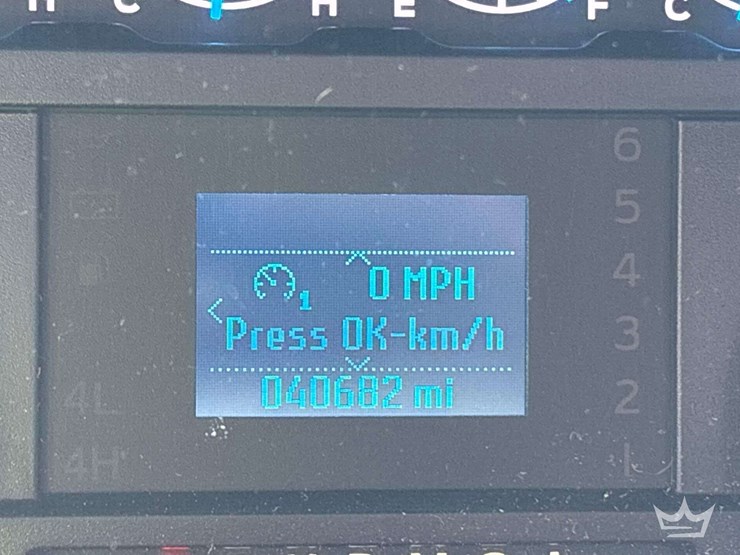 H C H E F C
6
5
0 MPH
1
4
Press OK-km/h
3
040682 mi
4L
2
4H
L